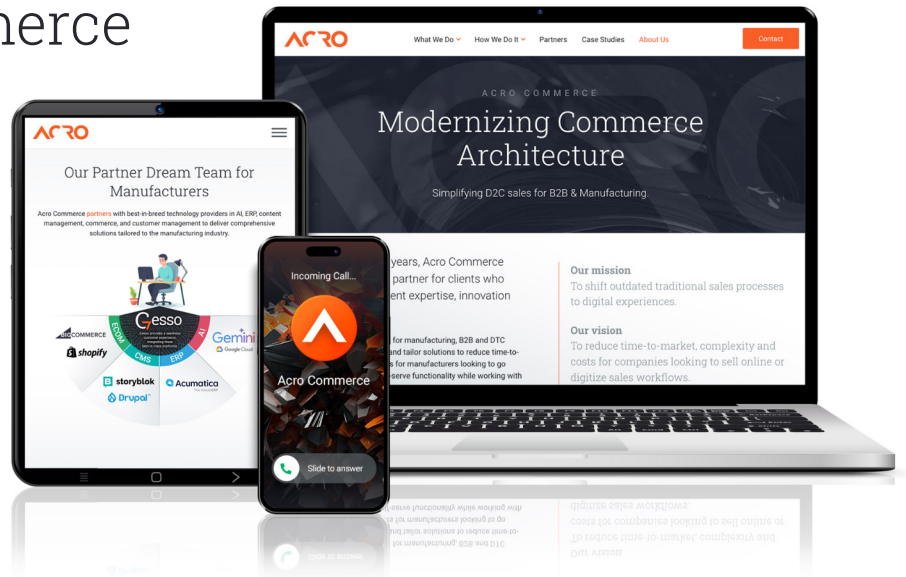 ACRO
What We Do
How We Do It
Partners
Case Studies
About Us
Contact
ACRO COMMERCE
Modernizing Commerce
Architecture
Simplifying D2C sales for B2B & Manufacturing.
years, Acro Commerce
partner for clients who
ent expertise, innovation
for manufacturing, B2B and DTC
and tailor solutions to reduce time-to-
s for manufacturers looking to go
serve functionality while working with
Our mission
To shift outdated traditional sales processes
to digital experiences.
Our vision
To reduce time-to-market, complexity and
costs for companies looking to sell online or
digitize sales workflows.
ACRO
Our Partner Dream Team for
Manufacturers
Acro Commerce partners with best-in-breed technology providers in AI, ERP, content
management, commerce, and customer management to deliver comprehensive
solutions tailored to the manufacturing industry.
Gesso
ECOM
CMS
ERP
AI
BIGCOMMERCE
shopify
storyblok
Drupal
Acumatica
Gemini
Google Cloud
Incoming Call...
Acro Commerce
Slide to answer